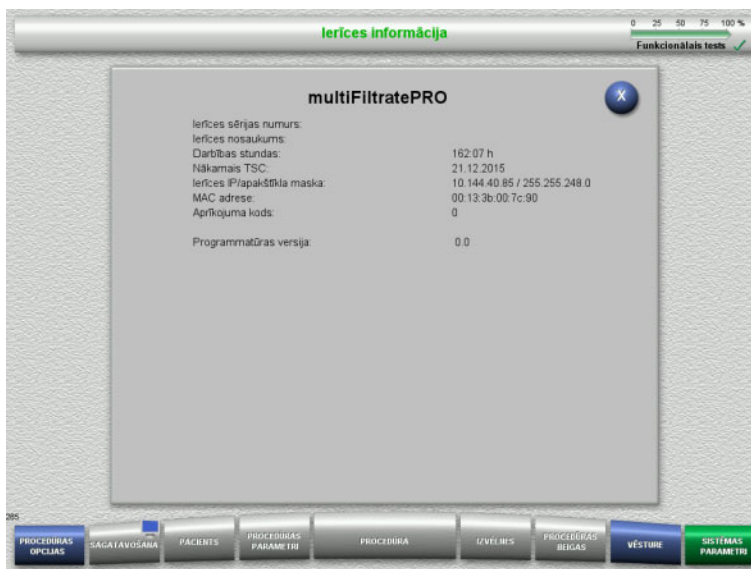 Ierīces informācija
0 25 50 75 100 %
Funkcionālais tests
multiFiltratePRO
X
Ierīces sērijas numurs:
Ierīces nosaukums:
Darbības stundas: 162:07 h
Nākamais TSC: 21.12.2015
Ierīces IP/apakštīkla maska: 10.144.40.85 / 255.255.248.0
MAC adrese: 00:13:3b:00:7c:90
Aprīkojuma kods: 0
Programmatūras versija: 0.0
265
PROCEDŪRAS OPCIJAS
SAGATAVOŠANA
PACIENTS
PROCEDŪRAS PARAMETRI
PROCEDŪRA
IZVĒLNES
PROCEDŪRAS BEIGAS
VĒSTURE
SISTĒMAS PARAMETRI